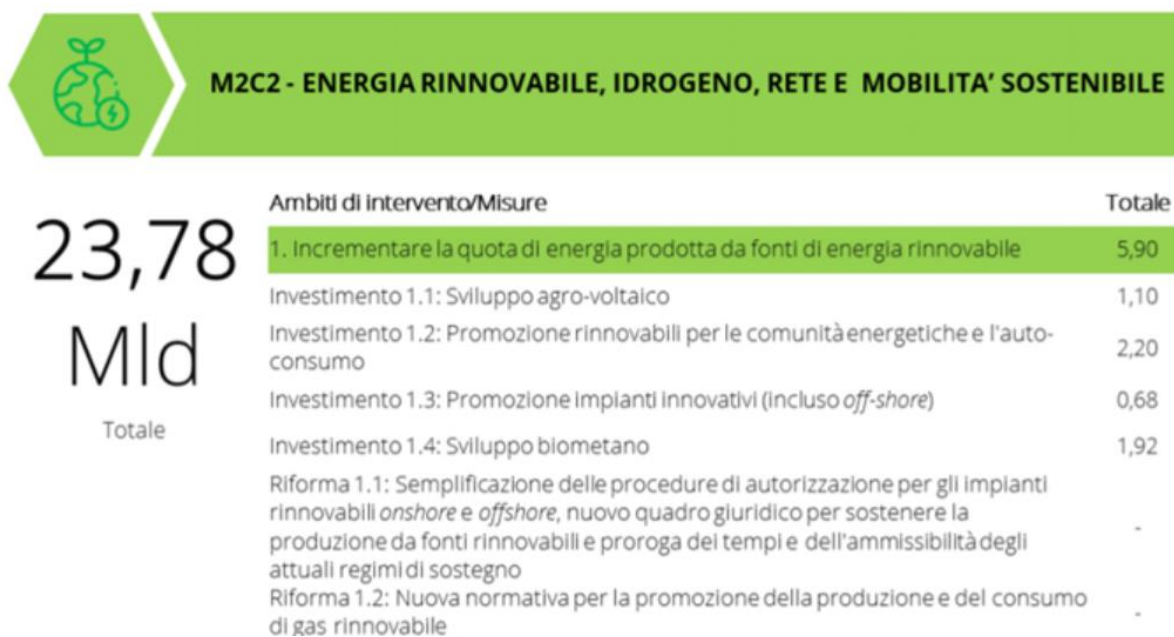 M2C2 - ENERGIA RINNOVABILE, IDROGENO, RETE E MOBILITA' SOSTENIBILE
23,78
Mld
Totale
Ambiti di intervento/Misure Totale
1. Incrementare la quota di energia prodotta da fonti di energia rinnovabile 5,90
Investimento 1.1: Sviluppo agro-voltaico 1,10
Investimento 1.2: Promozione rinnovabili per le comunità energetiche e l'auto-
consumo 2,20
Investimento 1.3: Promozione impianti innovativi (incluso off-shore) 0,68
Investimento 1.4: Sviluppo biometano 1,92
Riforma 1.1: Semplificazione delle procedure di autorizzazione per gli impianti
rinnovabili onshore e offshore, nuovo quadro giuridico per sostenere la
produzione da fonti rinnovabili e proroga dei tempi e dell'ammissibilità degli
attuali regimi di sostegno -
Riforma 1.2: Nuova normativa per la promozione della produzione e del consumo
di gas rinnovabile -